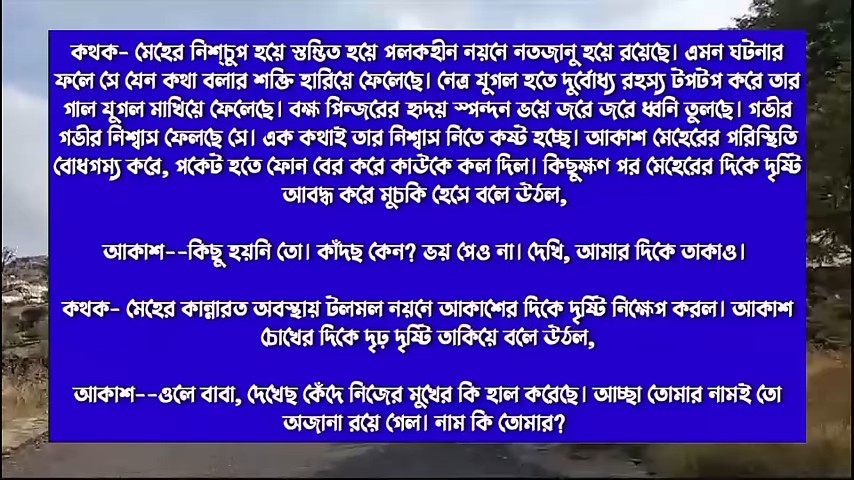 কথক- মেহের নিশ্চুপ হয়ে স্তম্ভিত হয়ে পলকহীন নয়নে নতজানু হয়ে রয়েছে। এমন ঘটনার
ফলে সে যেন কথা বলার শক্তি হারিয়ে ফেলেছে। নেত্র যুগল হতে দুর্বোধ্য রহস্য টপটপ করে তার
গাল যুগল মাখিয়ে ফেলেছে। বক্ষ পিন্জরের হৃদয় স্পন্দন ভয়ে জরে জরে ধ্বনি তুলছে। গভীর
গভীর নিশ্বাস ফেলছে সে। এক কথাই তার নিশ্বাস নিতে কষ্ট হচ্ছে। আকাশ মেহেরের পরিস্থিতি
বোধগম্য করে, পকেট হতে ফোন বের করে কাউকে কল দিল। কিছুক্ষণ পর মেহেরের দিকে দৃষ্টি
আবদ্ধ করে মুচকি হেসে বলে ঊঠল,
আকাশ--কিছু হয়নি তো। কাঁদছ কেন? ভয় পেও না। দেখি, আমার দিকে তাকাও।
কথক- মেহের কান্নারত অবস্থায় টলমল নয়নে আকাশের দিকে দৃষ্টি নিক্ষেপ করল। আকাশ
চোখের দিকে দৃঢ় দৃষ্টি তাকিয়ে বলে ঊঠল,
আকাশ--ওলে বাবা, দেখেছ কেঁদে নিজের মুখের কি হাল করেছে। আচ্ছা তোমার নামই তো
অজানা রয়ে গেল। নাম কি তোমার?